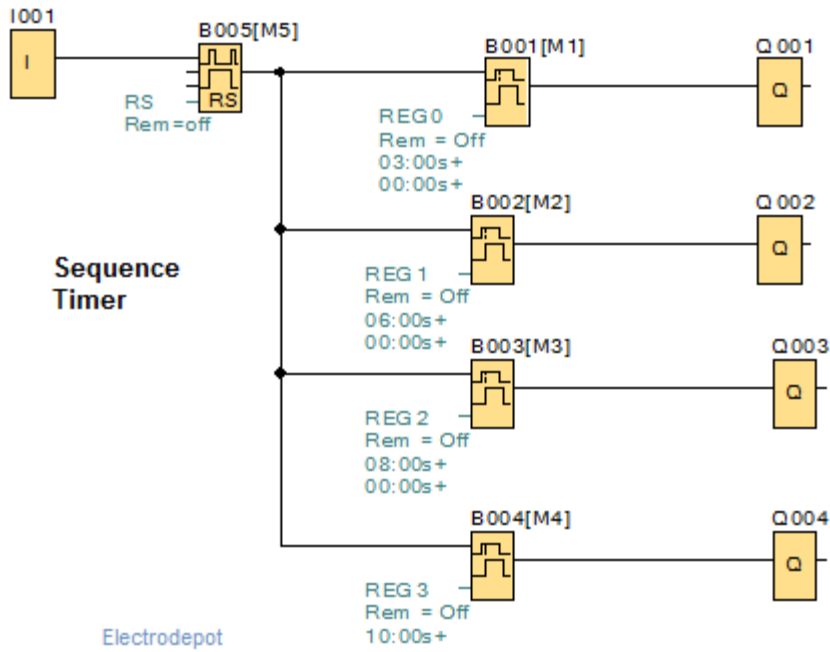 I001
I
B005[M5]
RS
RS
Rem=off
B001[M1]
REG0
Rem = Off
03:00s+
00:00s+
Q001
Q
Sequence
Timer
B002[M2]
REG1
Rem = Off
06:00s+
00:00s+
Q002
Q
B003[M3]
REG2
Rem = Off
08:00s+
00:00s+
Q003
Q
B004[M4]
REG3
Rem = Off
10:00s+
Q004
Q
Electrodepot